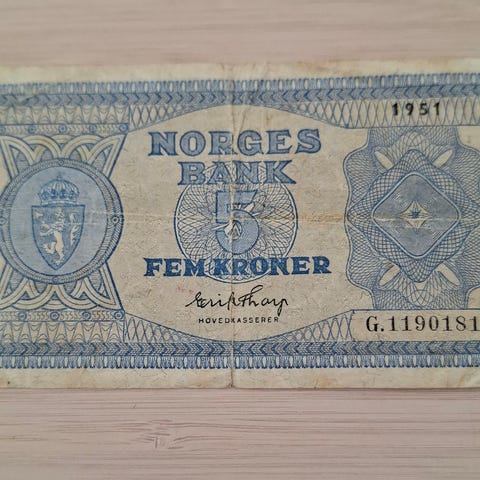 1951
NORGES
BANK
5
FEM KRONER
HOVEDKASSERER
G.1190181